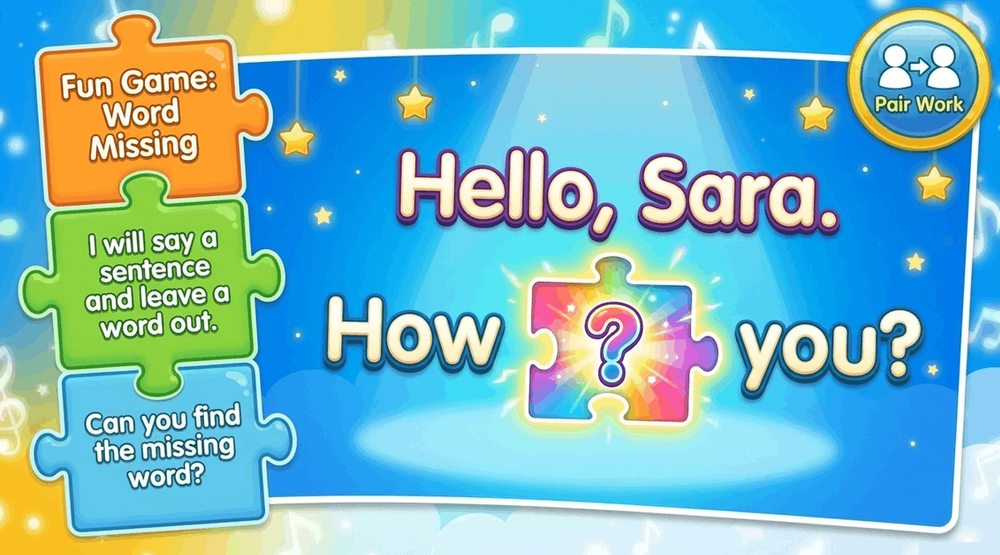 Fun Game:
Word
Missing
I will say a
sentence
and leave a
word out.
Can you find
the missing
word?
Pair Work
Hello, Sara.
How ? you?